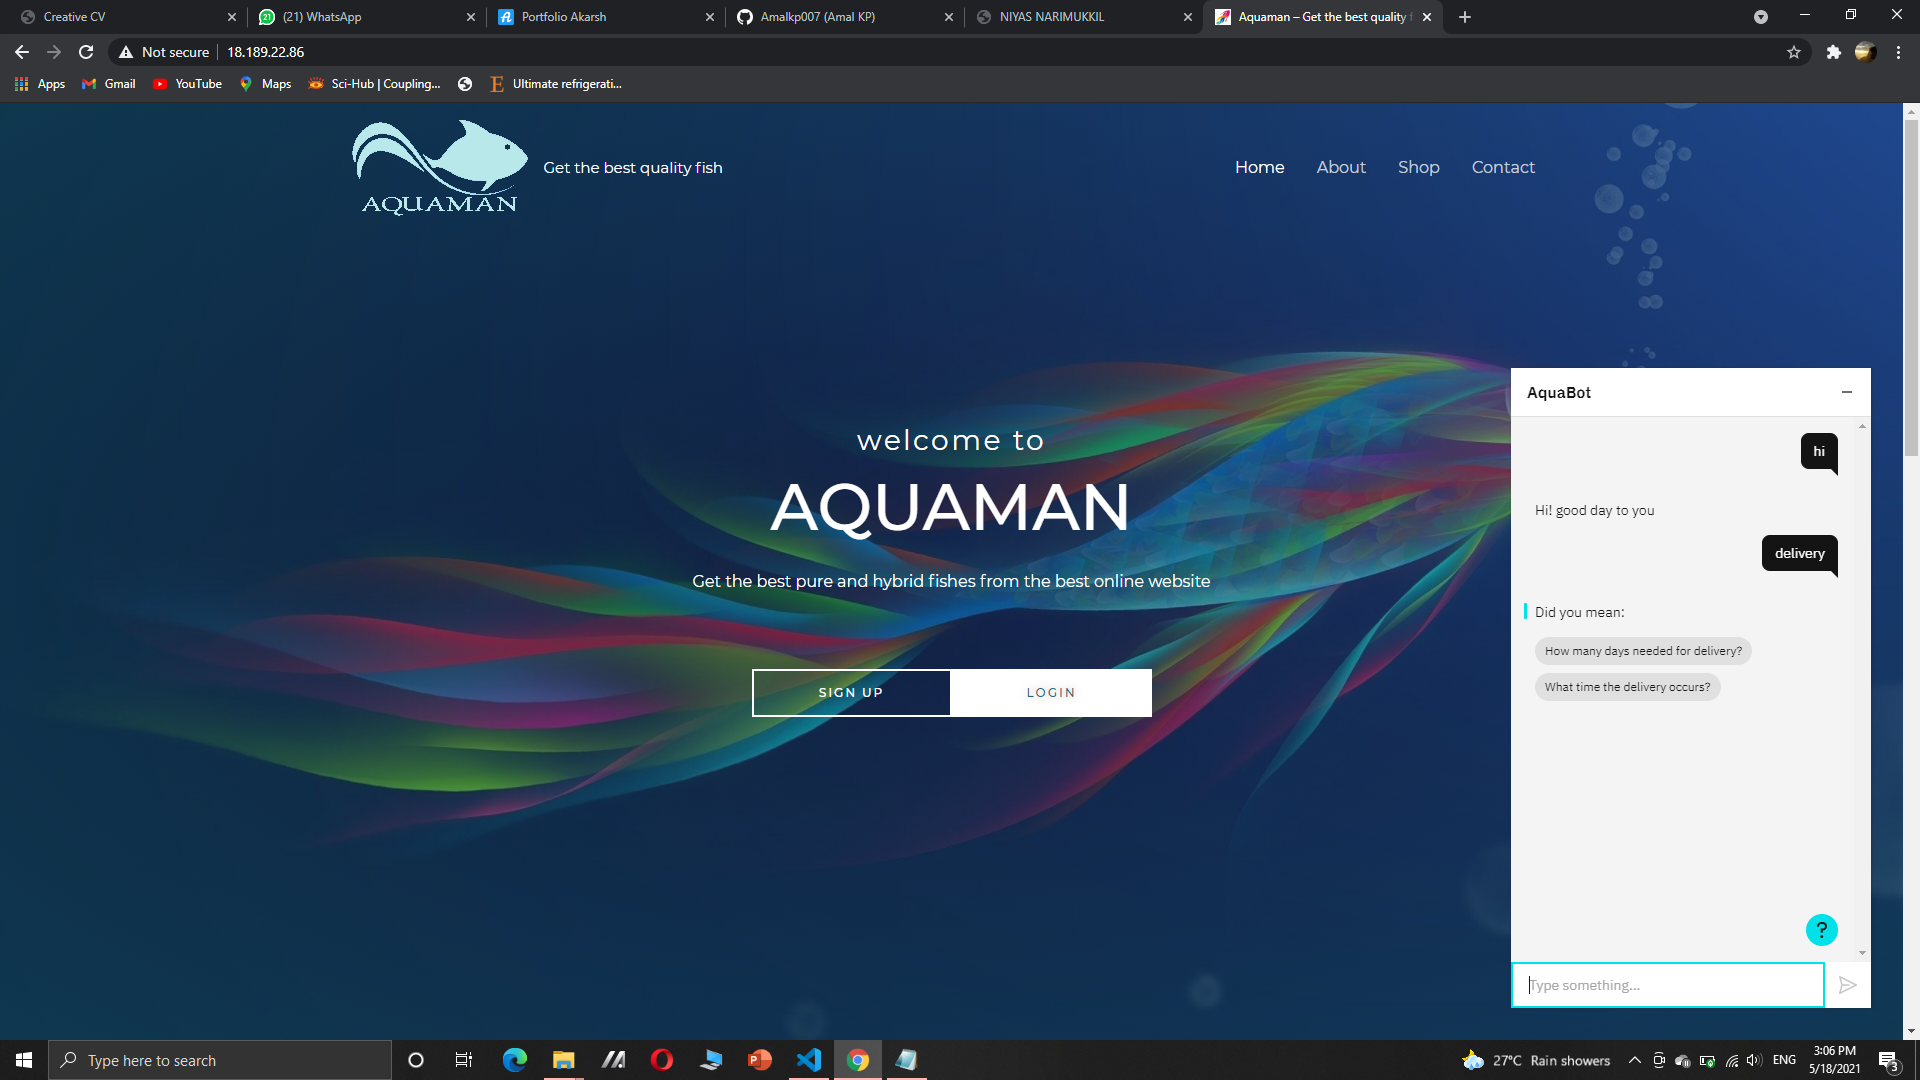 Creative CV
(21) WhatsApp
Portfolio Akarsh
Amalkp007 (Amal KP)
NIYAS NARIMUKKIL
Aquaman – Get the best quality f
Not secure
18.189.22.86
Apps
Gmail
YouTube
Maps
Sci-Hub | Coupling...
Ultimate refrigerati...
AQUAMAN
Get the best quality fish
Home
About
Shop
Contact
welcome to
AQUAMAN
Get the best pure and hybrid fishes from the best online website
SIGN UP
LOGIN
AquaBot
hi
Hi! good day to you
delivery
Did you mean:
How many days needed for delivery?
What time the delivery occurs?
?
Type something...
Type here to search
27°C Rain showers
ENG
3:06 PM
5/18/2021
3